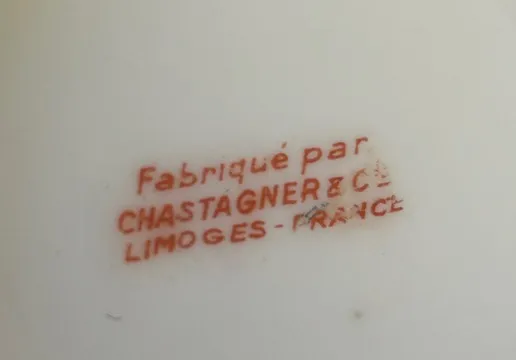 Fabriqué par
CHASTAGNER & Cie
LIMOGES - FRANCE